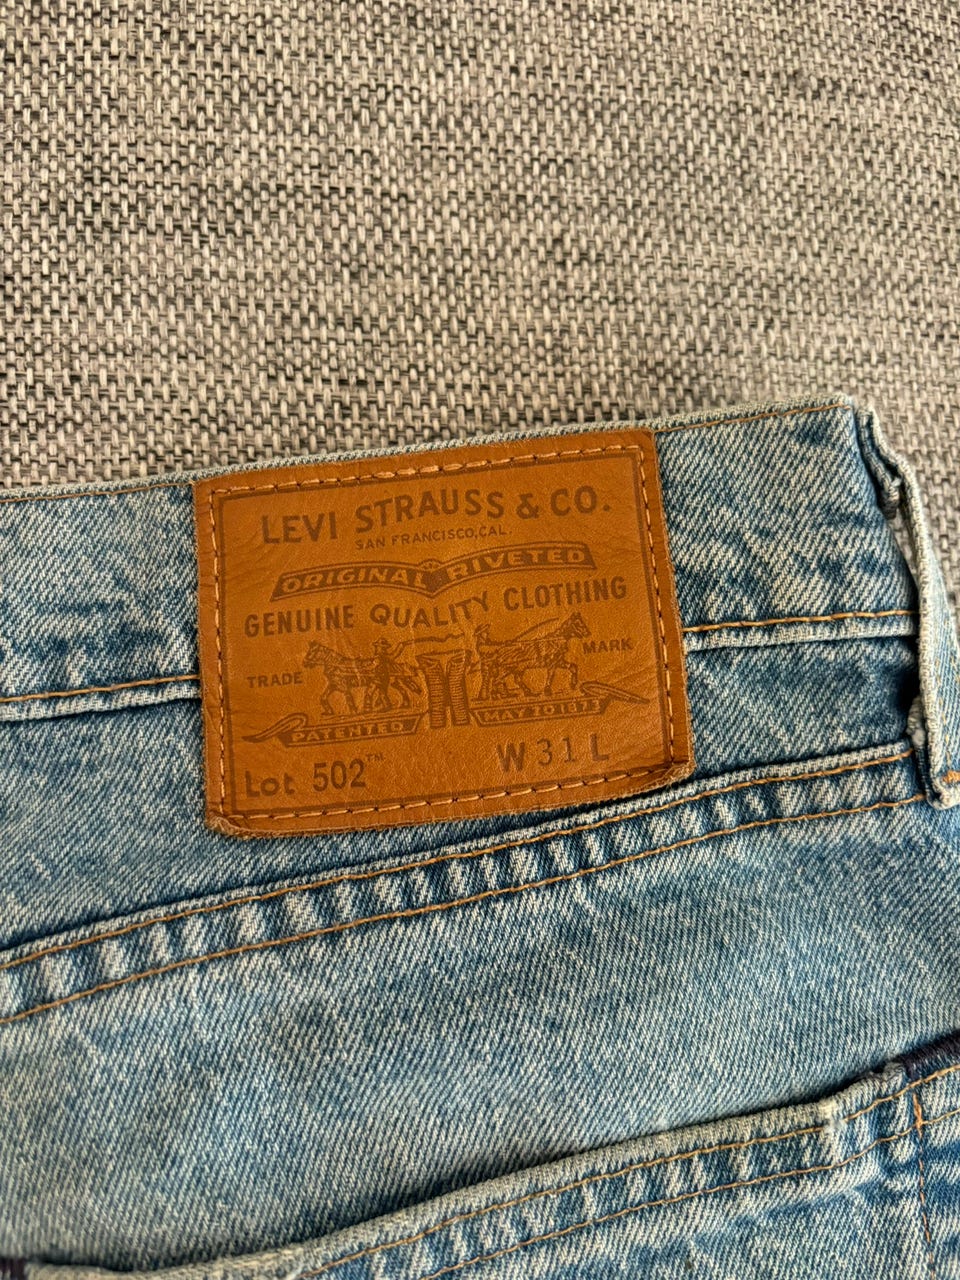 LEVI STRAUSS & CO.
SAN FRANCISCO, CAL.
ORIGINAL RIVETED
GENUINE QUALITY CLOTHING
TRADE MARK
PATENTED MAY 20 1873
Lot 502™ W 31 L